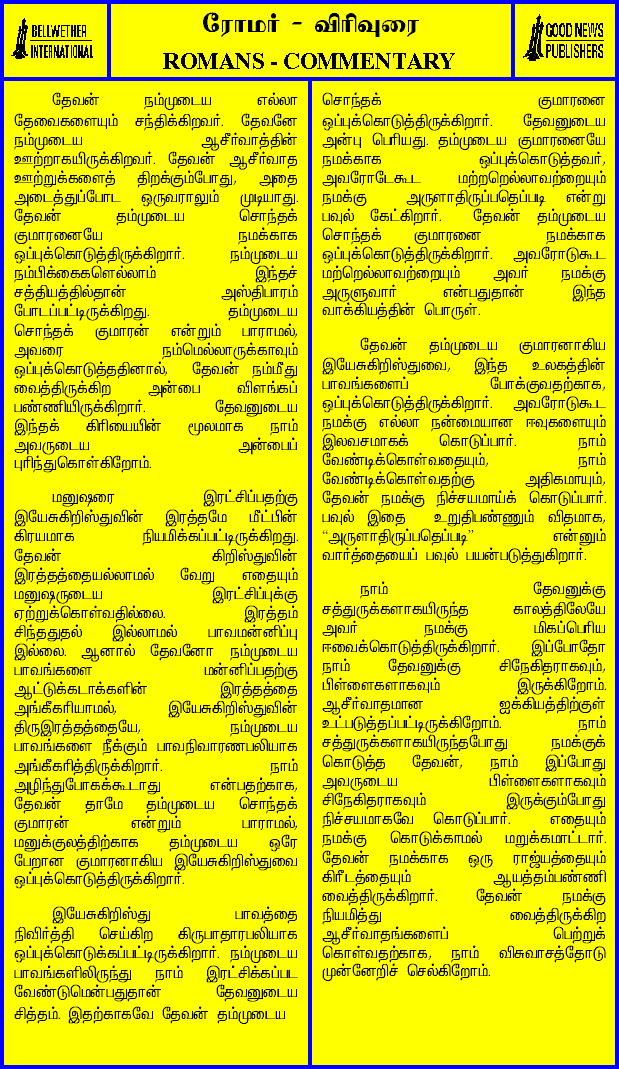 BELLWETHER
INTERNATIONAL
ரோமர் - விரிவுரை
ROMANS - COMMENTARY
GOOD NEWS
PUBLISHERS
தேவன் நம்முடைய எல்லா
தேவைகளையும் சந்திக்கிறவர். தேவனே
நம்முடைய ஆசீர்வாத்தின்
ஊற்றாகயிருக்கிறவர். தேவன் ஆசீர்வாத
ஊற்றுக்களைத் திறக்கும்போது, அதை
அடைத்துப்போட ஒருவராலும் முடியாது.
தேவன் தம்முடைய சொந்தக்
குமாரனையே நமக்காக
ஒப்புக்கொடுத்திருக்கிறார். நம்முடைய
நம்பிக்கைகளெல்லாம் இந்தச்
சத்தியத்தில்தான் அஸ்திபாரம்
போடப்பட்டிருக்கிறது. தம்முடைய
சொந்தக் குமாரன் என்றும் பாராமல்,
அவரை நம்மெல்லாருக்காவும்
ஒப்புக்கொடுத்ததினால், தேவன் நம்மீது
வைத்திருக்கிற அன்பை விளங்கப்
பண்ணியிருக்கிறார். தேவனுடைய
இந்தக் கிரியையின் மூலமாக நாம்
அவருடைய அன்பைப்
புரிந்துகொள்கிறோம்.
மனுஷரை இரட்சிப்பதற்கு
இயேசுகிறிஸ்துவின் இரத்தமே மீட்பின்
கிரயமாக நியமிக்கப்பட்டிருக்கிறது.
தேவன் கிறிஸ்துவின்
இரத்தத்தையல்லாமல் வேறு எதையும்
மனுஷருடைய இரட்சிப்புக்கு
ஏற்றுக்கொள்வதில்லை. இரத்தம்
சிந்ததுதல் இல்லாமல் பாவமன்னிப்பு
இல்லை. ஆனால் தேவனோ நம்முடைய
பாவங்களை மன்னிப்பதற்கு
ஆட்டுக்கடாக்களின் இரத்தத்தை
அங்கீகரியாமல், இயேசுகிறிஸ்துவின்
திருஇரத்தத்தையே, நம்முடைய
பாவங்களை நீக்கும் பாவநிவாரணபலியாக
அங்கீகரித்திருக்கிறார். நாம்
அழிந்துபோகக்கூடாது என்பதற்காக,
தேவன் தாமே தம்முடைய சொந்தக்
குமாரன் என்றும் பாராமல்,
மனுக்குலத்திற்காக தம்முடைய ஒரே
பேறான குமாரனாகிய இயேசுகிறிஸ்துவை
ஒப்புக்கொடுத்திருக்கிறார்.
இயேசுகிறிஸ்து பாவத்தை
நிவிர்த்தி செய்கிற கிருபாதாரபலியாக
ஒப்புக்கொடுக்கப்பட்டிருக்கிறார். நம்முடைய
பாவங்களிலிருந்து நாம் இரட்சிக்கப்பட
வேண்டுமென்பதுதான் தேவனுடைய
சித்தம். இதற்காகவே தேவன் தம்முடைய
சொந்தக் குமாரனை
ஒப்புக்கொடுத்திருக்கிறார். தேவனுடைய
அன்பு பெரியது. தம்முடைய குமாரனையே
நமக்காக ஒப்புக்கொடுத்தவர்,
அவரோடேகூட மற்றறெல்லாவற்றையும்
நமக்கு அருளாதிருப்பதெப்படி என்று
பவுல் கேட்கிறார். தேவன் தம்முடைய
சொந்தக் குமாரனை நமக்காக
ஒப்புக்கொடுத்திருக்கிறார். அவரோடுகூட
மற்றெல்லாவற்றையும் அவர் நமக்கு
அருளுவார் என்பதுதான் இந்த
வாக்கியத்தின் பொருள்.
தேவன் தம்முடைய குமாரனாகிய
இயேசுகிறிஸ்துவை, இந்த உலகத்தின்
பாவங்களைப் போக்குவதற்காக,
ஒப்புக்கொடுத்திருக்கிறார். அவரோடுகூட
நமக்கு எல்லா நன்மையான ஈவுகளையும்
இலவசமாகக் கொடுப்பார். நாம்
வேண்டிக்கொள்வதையும், நாம்
வேண்டிக்கொள்வதற்கு அதிகமாயும்,
தேவன் நமக்கு நிச்சயமாய்க் கொடுப்பார்.
பவுல் இதை உறுதிபண்ணும் விதமாக,
“அருளாதிருப்பதெப்படி” என்னும்
வார்த்தையைப் பவுல் பயன்படுத்துகிறார்.
நாம் தேவனுக்கு
சத்துருக்களாகயிருந்த காலத்திலேயே
அவர் நமக்கு மிகப்பெரிய
ஈவைக்கொடுத்திருக்கிறார். இப்போதோ
நாம் தேவனுக்கு சிநேகிதராகவும்,
பிள்ளைகளாகவும் இருக்கிறோம்.
ஆசீர்வாதமான ஐக்கியத்திற்குள்
உட்படுத்தப்பட்டிருக்கிறோம். நாம்
சத்துருக்களாகயிருந்தபோது நமக்குக்
கொடுத்த தேவன், நாம் இப்போது
அவருடைய பிள்ளைகளாகவும்
சிநேகிதராகவும் இருக்கும்போது
நிச்சயமாகவே கொடுப்பார். எதையும்
நமக்கு கொடுக்காமல் மறுக்கமாட்டார்.
தேவன் நமக்காக ஒரு ராஜ்யத்தையும்
கிரீடத்தையும் ஆயத்தம்பண்ணி
வைத்திருக்கிறார். தேவன் நமக்கு
நியமித்து வைத்திருக்கிற
ஆசீர்வாதங்களைப் பெற்றுக்
கொள்வதற்காக, நாம் விசுவாசத்தோடு
முன்னேறிச் செல்கிறோம்.